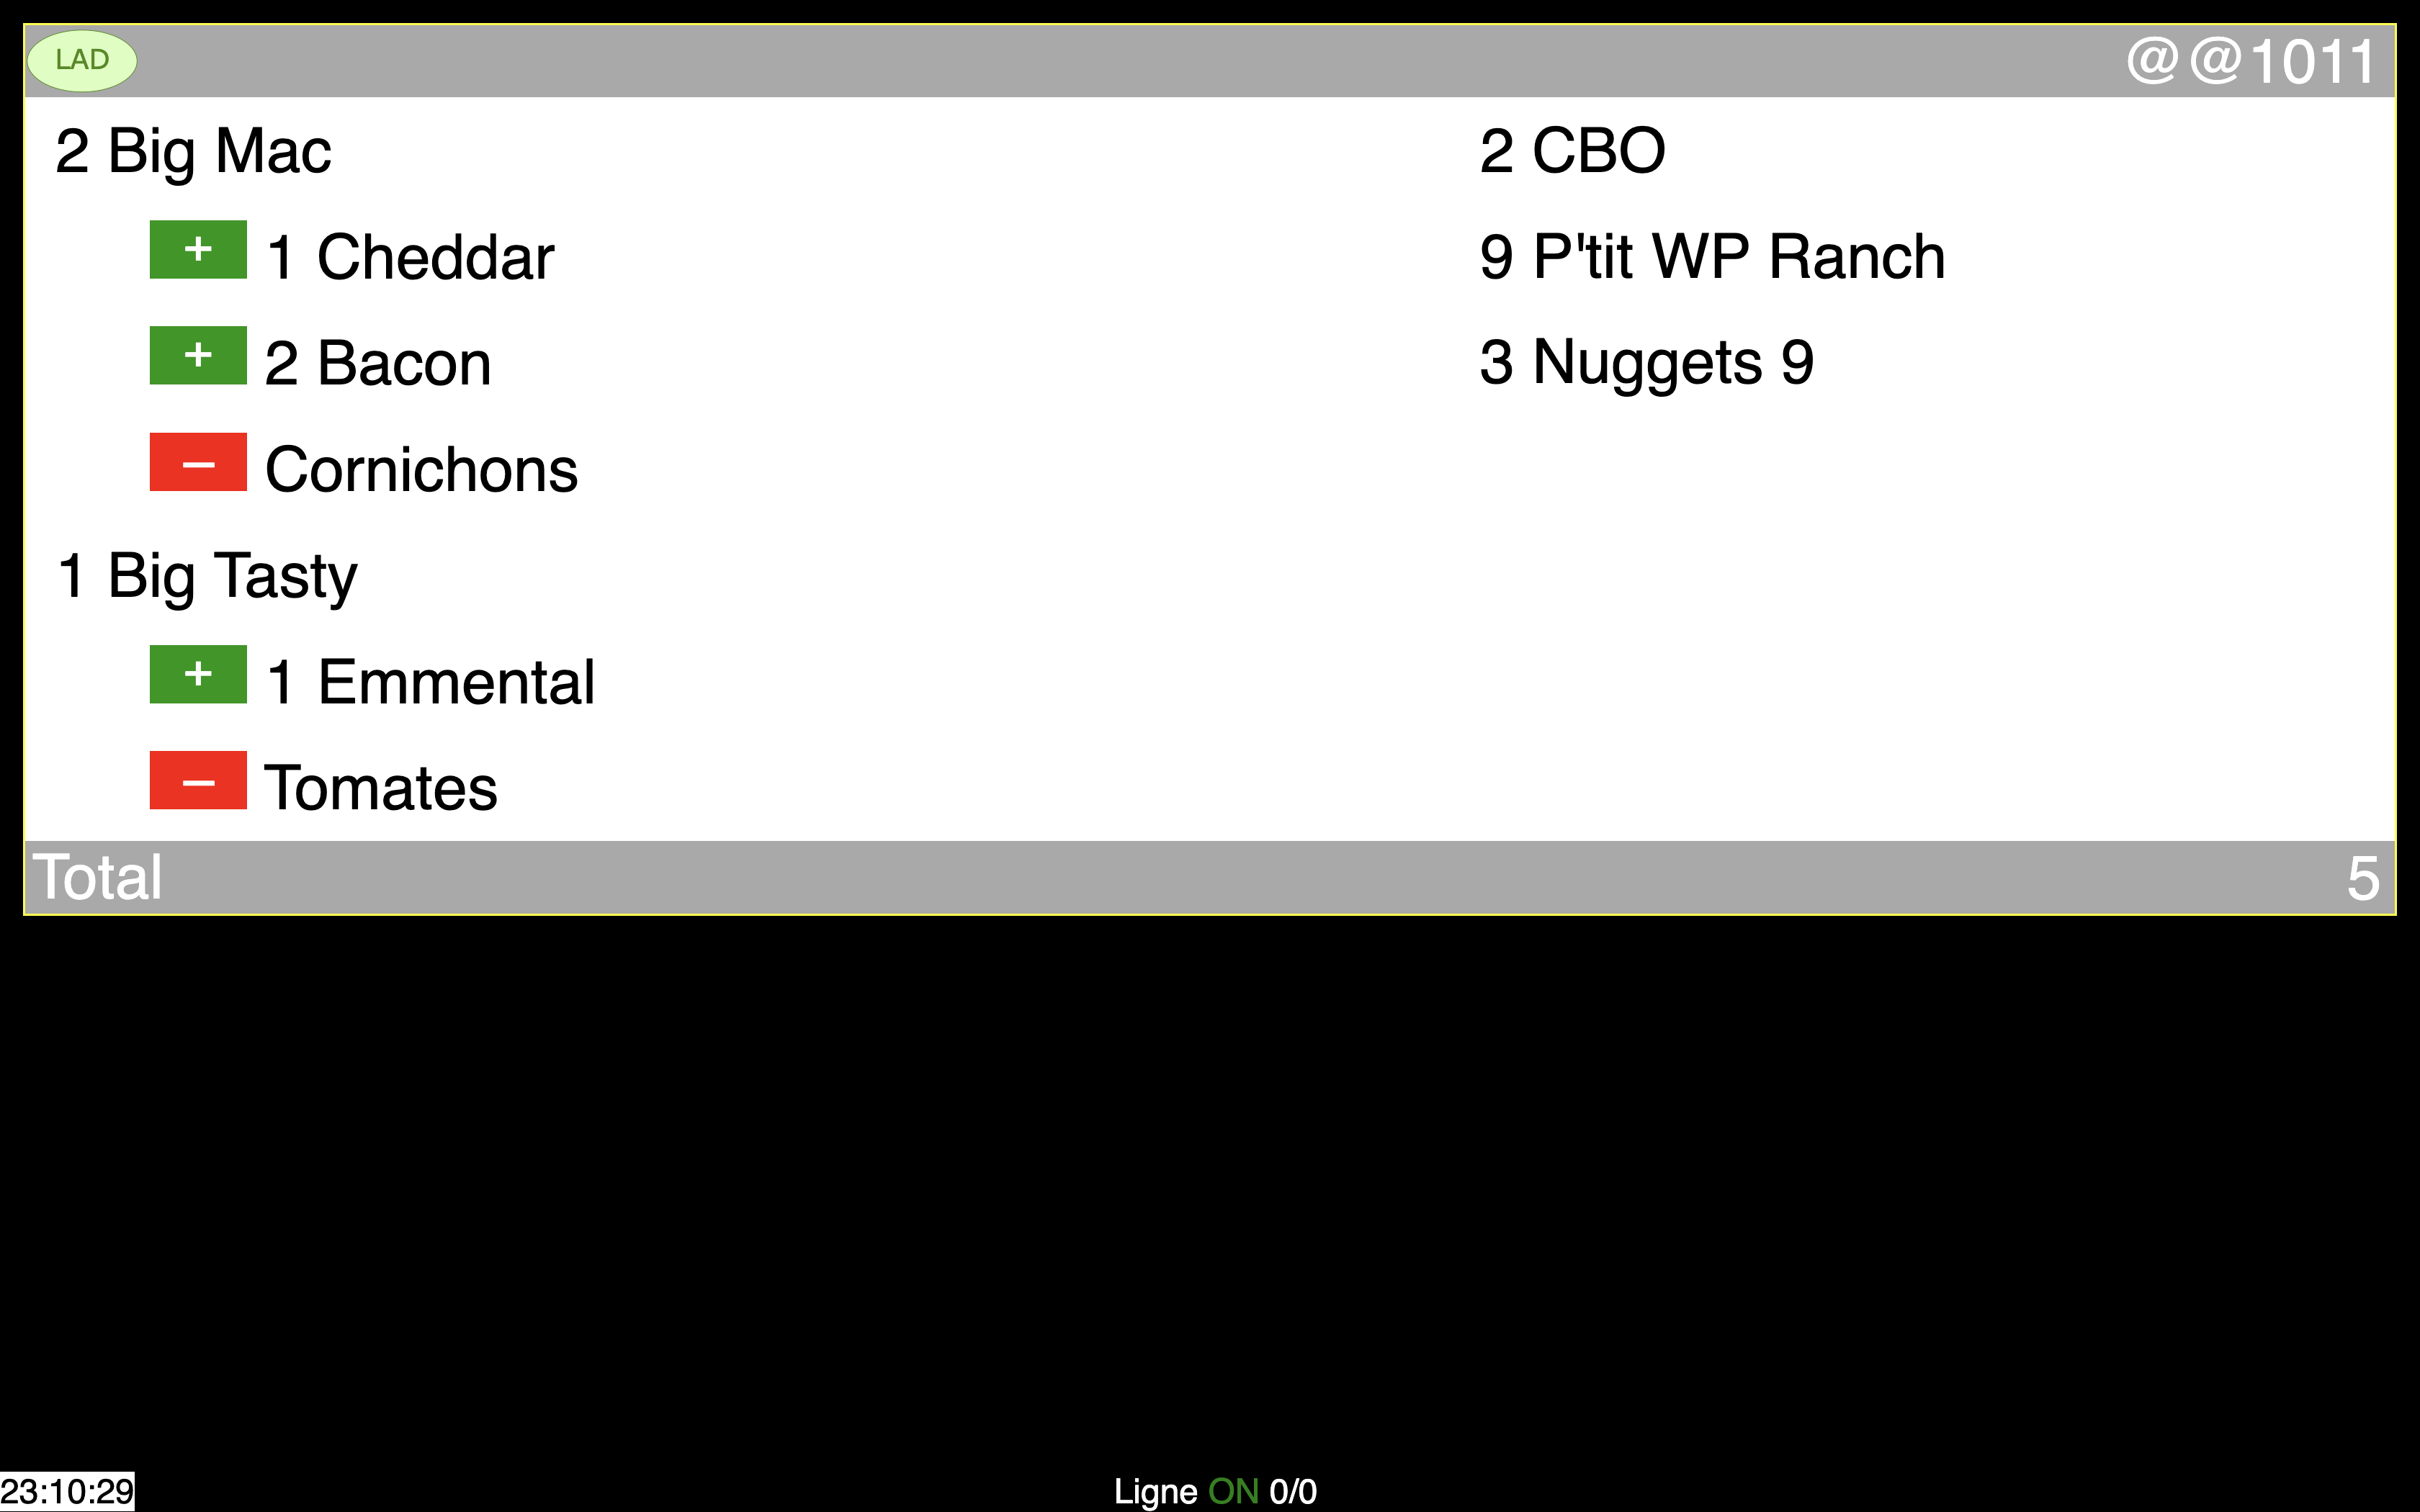 LAD
@@1011
2 Big Mac
+ 1 Cheddar
+ 2 Bacon
– Cornichons
1 Big Tasty
+ 1 Emmental
– Tomates
2 CBO
9 P'tit WP Ranch
3 Nuggets 9
Total 5
23:10:29
Ligne ON 0/0